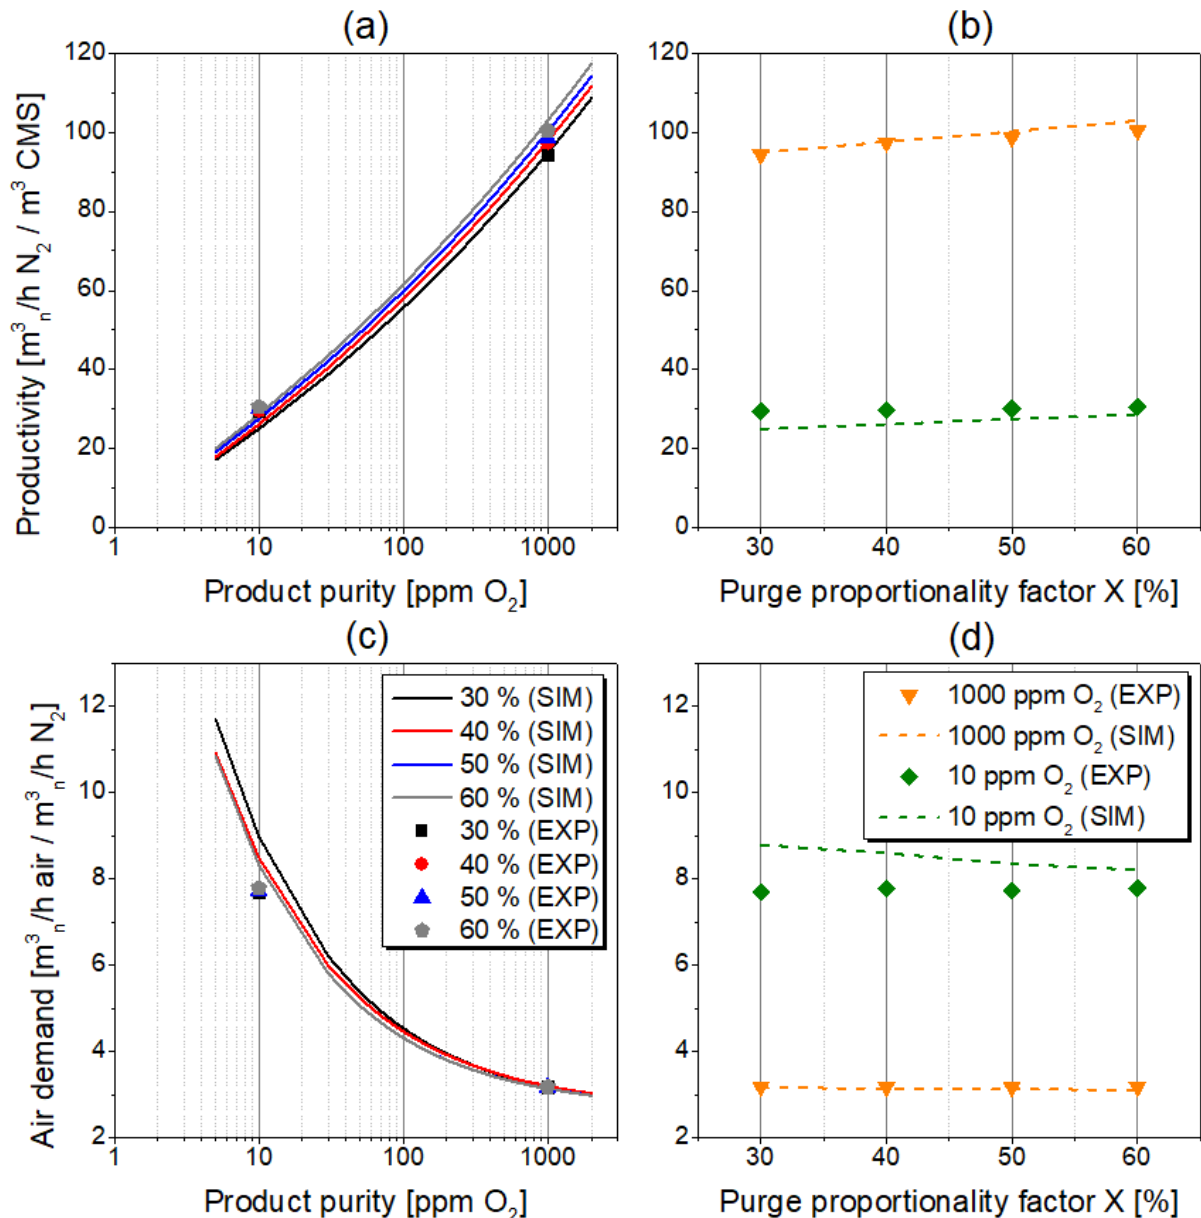 (a)
(b)
120
100
80
60
40
20
0
1
10
100
1000
Productivity [m³ₙ/h N₂ / m³ CMS]
Product purity [ppm O₂]
120
100
80
60
40
20
0
30
40
50
60
Purge proportionality factor X [%]
(c)
(d)
12
10
8
6
4
2
1
10
100
1000
Air demand [m³ₙ/h air / m³ₙ/h N₂]
Product purity [ppm O₂]
30 % (SIM)
40 % (SIM)
50 % (SIM)
60 % (SIM)
30 % (EXP)
40 % (EXP)
50 % (EXP)
60 % (EXP)
12
10
8
6
4
2
30
40
50
60
Purge proportionality factor X [%]
1000 ppm O₂ (EXP)
1000 ppm O₂ (SIM)
10 ppm O₂ (EXP)
10 ppm O₂ (SIM)